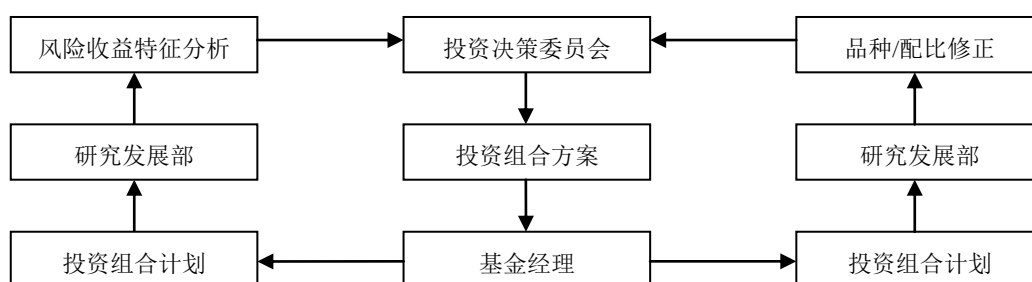 风险收益特征分析
投资决策委员会
品种/配比修正
研究发展部
投资组合方案
研究发展部
投资组合计划
基金经理
投资组合计划